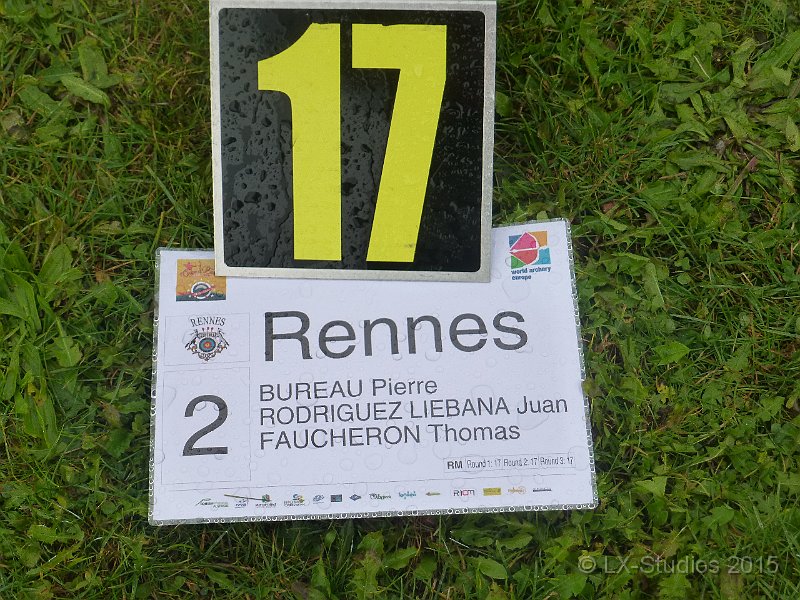 17
world archery
europe
RENNES
Rennes
2
BUREAU Pierre
RODRIGUEZ LIEBANA Juan
FAUCHERON Thomas
RM Round 1: 17 Round 2: 17 Round 3: 17
© LX-Studies 2015